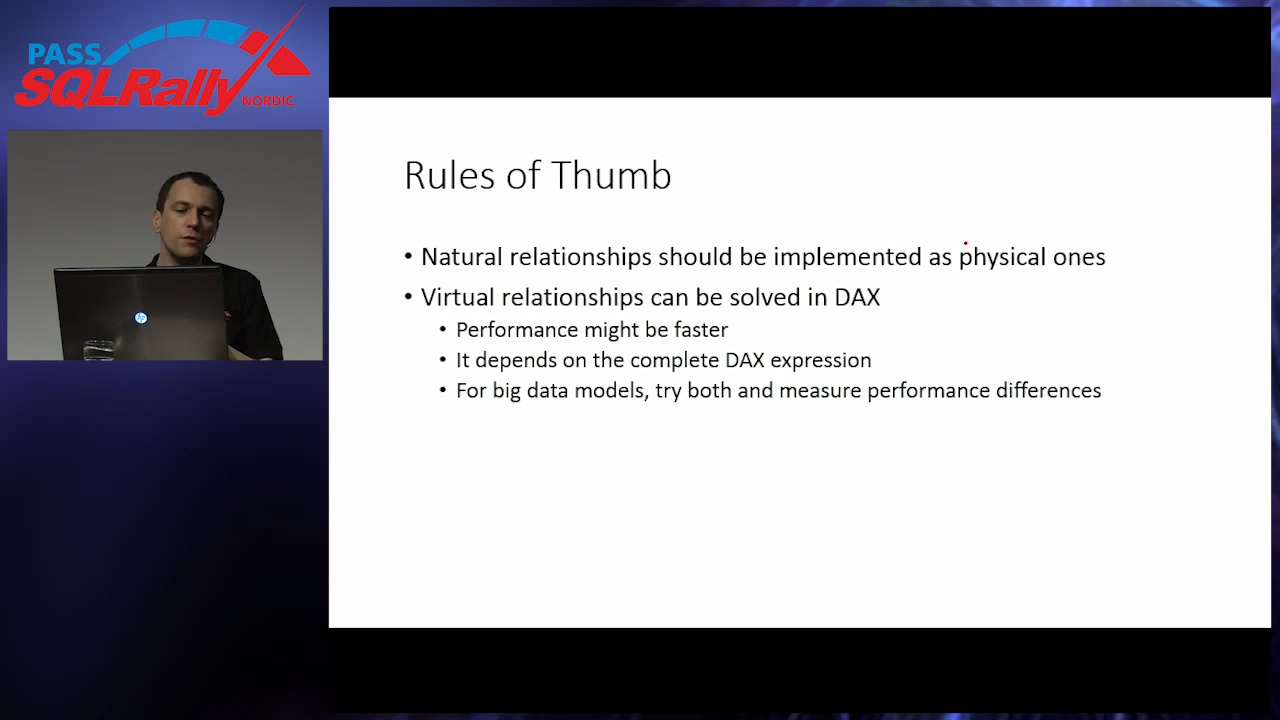 PASS
SQLRally
NORDIC
hp
Rules of Thumb
• Natural relationships should be implemented as physical ones
• Virtual relationships can be solved in DAX
• Performance might be faster
• It depends on the complete DAX expression
• For big data models, try both and measure performance differences